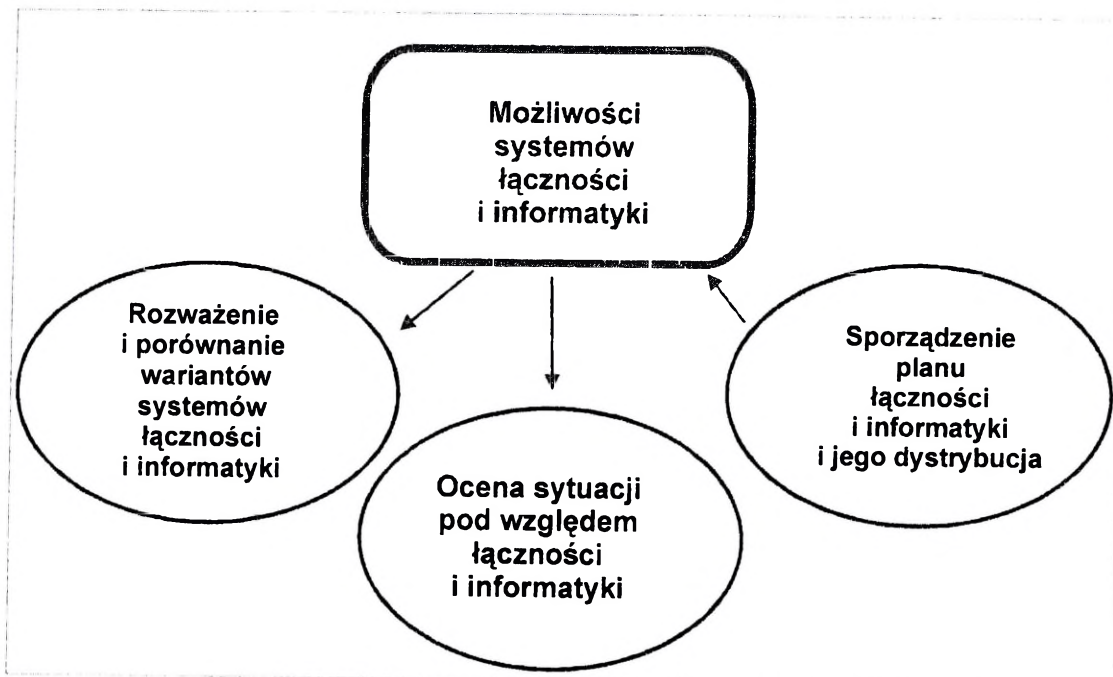 Możliwości
systemów
łączności
i informatyki
Rozważenie
i porównanie
wariantów
systemów
łączności
i informatyki
Ocena sytuacji
pod względem
łączności
i informatyki
Sporządzenie
planu
łączności
i informatyki
i jego dystrybucja